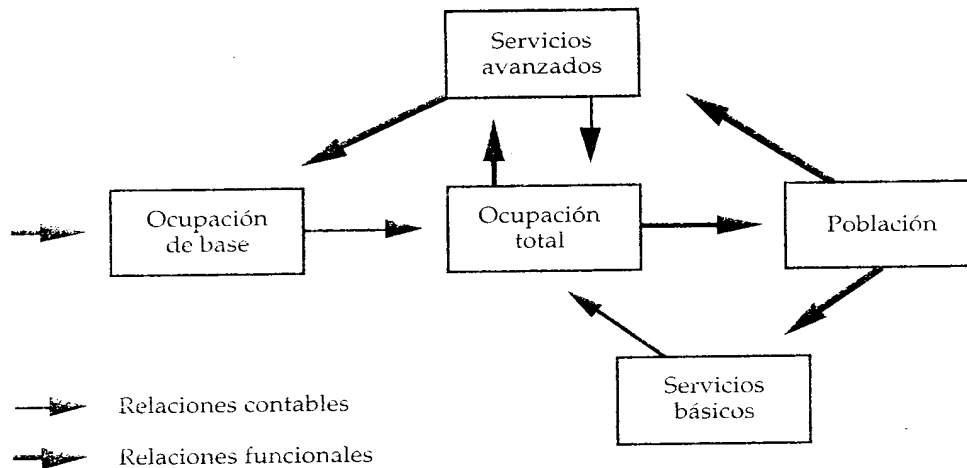 Servicios
avanzados
Ocupación
de base
Ocupación
total
Población
Servicios
básicos
Relaciones contables
Relaciones funcionales